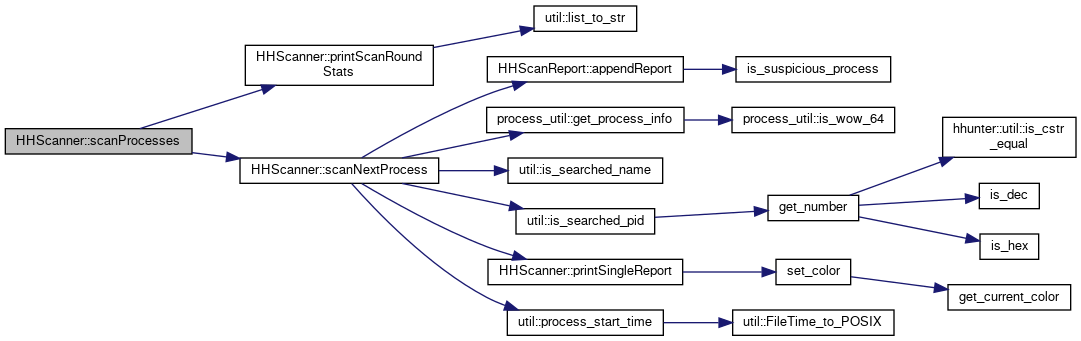 util::list_to_str
HHScanner::printScanRound
Stats
HHScanReport::appendReport
is_suspicious_process
process_util::get_process_info
process_util::is_wow_64
hhunter::util::is_cstr
_equal
HHScanner::scanProcesses
HHScanner::scanNextProcess
util::is_searched_name
is_dec
get_number
util::is_searched_pid
is_hex
HHScanner::printSingleReport
set_color
get_current_color
util::process_start_time
util::FileTime_to_POSIX